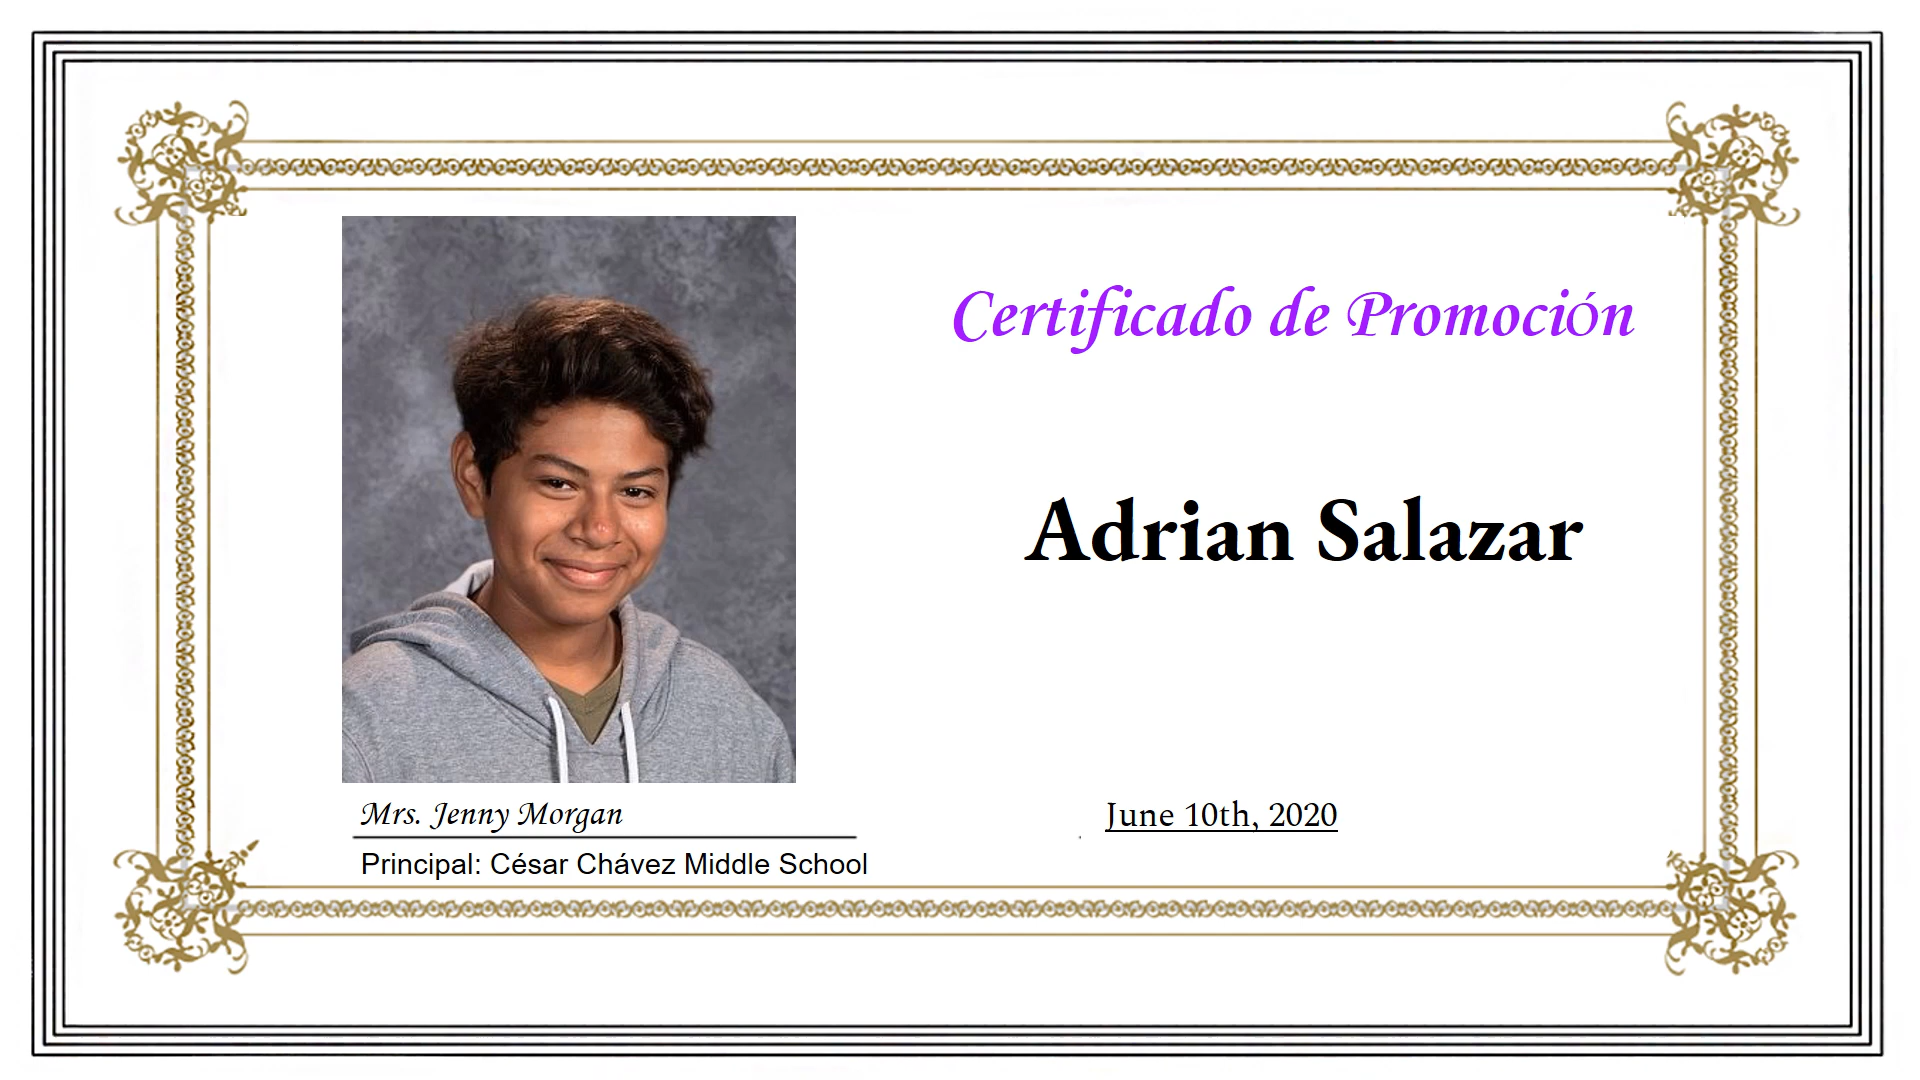 Certificado de Promoción
Adrian Salazar
Mrs. Jenny Morgan
June 10th, 2020
Principal: César Chávez Middle School